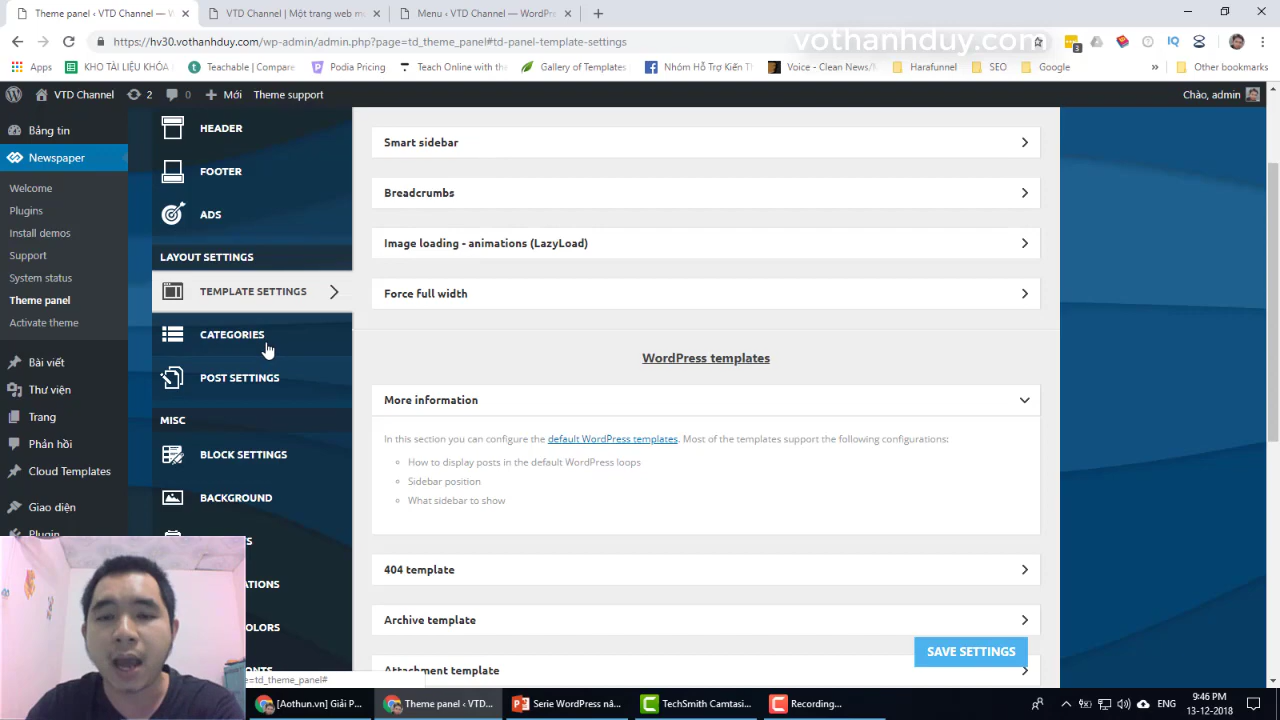 Theme panel ‹ VTD Channel — Wo
VTD Channel | Một trang web m
Menu ‹ VTD Channel — WordPr
https://hv30.vothanhduy.com/wp-admin/admin.php?page=td_theme_panel#td-panel-template-settings
vothanhduy.com
3
IQ
Apps
KHO TÀI LIỆU KHÓA
Teachable | Compare
Podia Pricing
Teach Online with the
Gallery of Templates
Nhóm Hỗ Trợ Kiến Th
Voice - Clean News/M
Harafunnel
SEO
Google
»
Other bookmarks
VTD Channel
2
0
Mới
Theme support
Chào, admin
Bảng tin
Newspaper
Welcome
Plugins
Install demos
Support
System status
Theme panel
Activate theme
Bài viết
Thư viện
Trang
Phản hồi
Cloud Templates
Giao diện
Plugin
HEADER
FOOTER
ADS
LAYOUT SETTINGS
TEMPLATE SETTINGS
CATEGORIES
POST SETTINGS
MISC
BLOCK SETTINGS
BACKGROUND
Smart sidebar
Breadcrumbs
Image loading - animations (LazyLoad)
Force full width
WordPress templates
More information
In this section you can configure the default WordPress templates. Most of the templates support the following configurations:
How to display posts in the default WordPress loops
Sidebar position
What sidebar to show
404 template
Archive template
Attachment template
SAVE SETTINGS
=td_theme_panel#
[Aothun.vn] Giải P...
Theme panel ‹ VTD...
Serie WordPress nâ...
TechSmith Camtasi...
Recording...
ENG
9:46 PM
13-12-2018